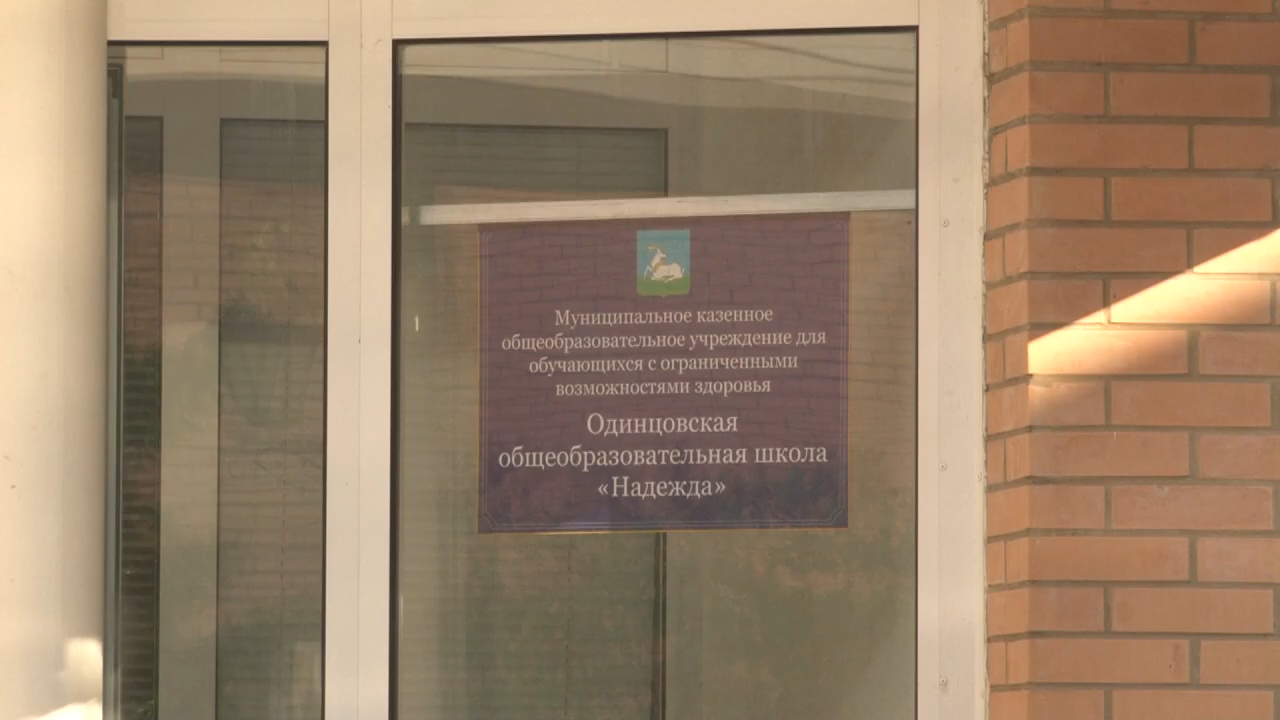 Муниципальное казенное
общеобразовательное учреждение для
обучающихся с ограниченными
возможностями здоровья
Одинцовская
общеобразовательная школа
«Надежда»